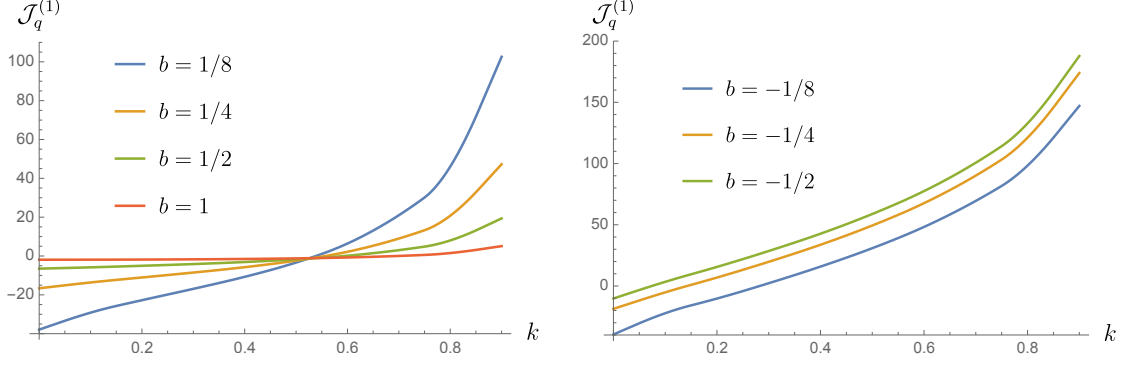 𝒥_q^(1)
100
80
60
40
20
0
−20
0.2 0.4 0.6 0.8
k
b = 1/8
b = 1/4
b = 1/2
b = 1
𝒥_q^(1)
200
150
100
50
0
0.2 0.4 0.6 0.8
k
b = −1/8
b = −1/4
b = −1/2